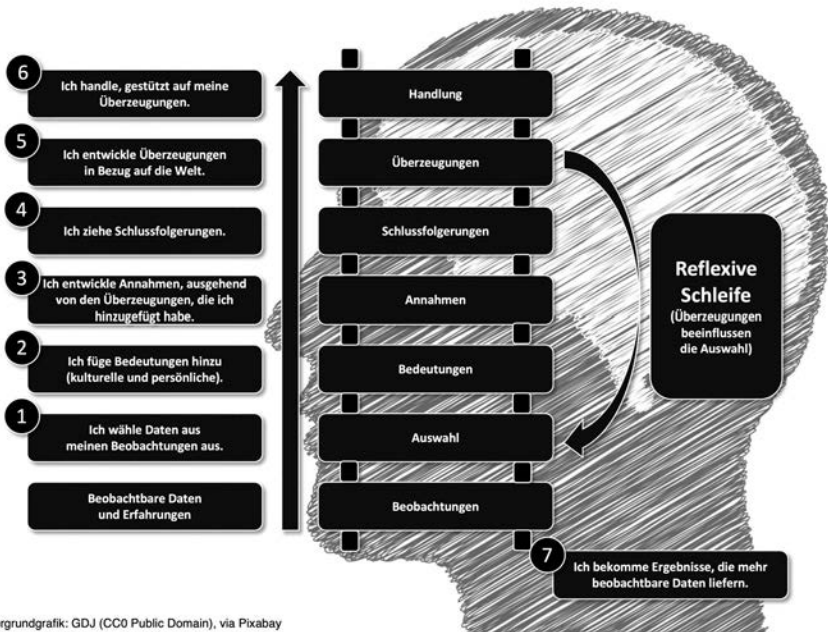 6
Ich handle, gestützt auf meine
Überzeugungen.
Handlung
5
Ich entwickle Überzeugungen
in Bezug auf die Welt.
Überzeugungen
4
Ich ziehe Schlussfolgerungen.
Schlussfolgerungen
3
Ich entwickle Annahmen, ausgehend
von den Überzeugungen, die ich
hinzugefügt habe.
Annahmen
2
Ich füge Bedeutungen hinzu
(kulturelle und persönliche).
Bedeutungen
1
Ich wähle Daten aus
meinen Beobachtungen aus.
Auswahl
Beobachtbare Daten
und Erfahrungen
Beobachtungen
Reflexive
Schleife
(Überzeugungen
beeinflussen
die Auswahl)
7
Ich bekomme Ergebnisse, die mehr
beobachtbare Daten liefern.
rgrundgrafik: GDJ (CC0 Public Domain), via Pixabay